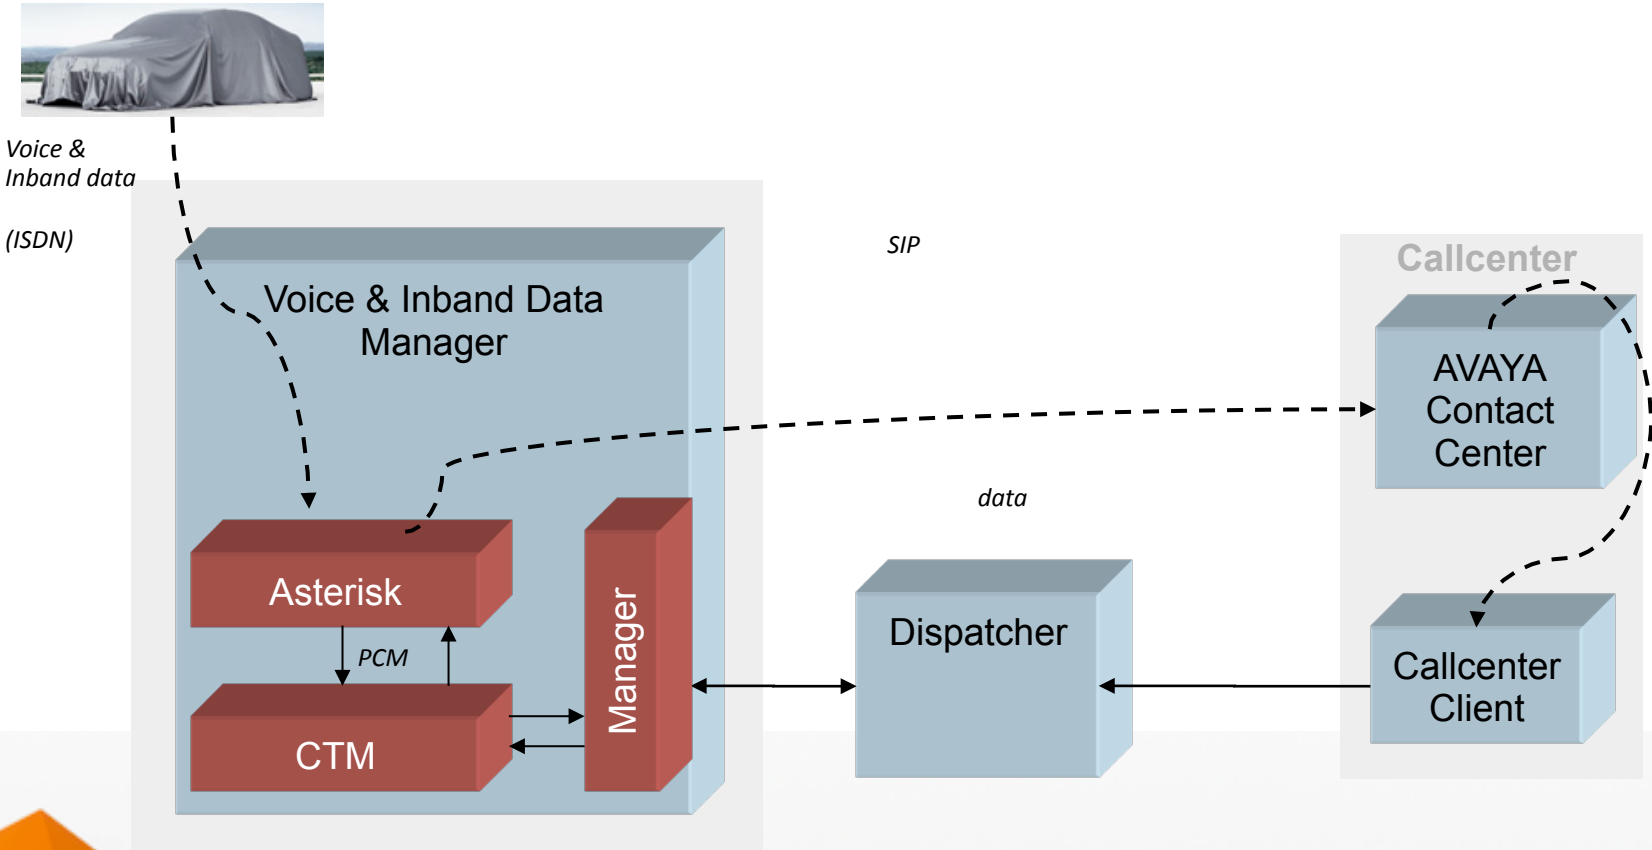 Voice &
Inband data
(ISDN)
Voice & Inband Data
Manager
SIP
Callcenter
AVAYA
Contact
Center
data
Asterisk
PCM
CTM
Manager
Dispatcher
Callcenter
Client